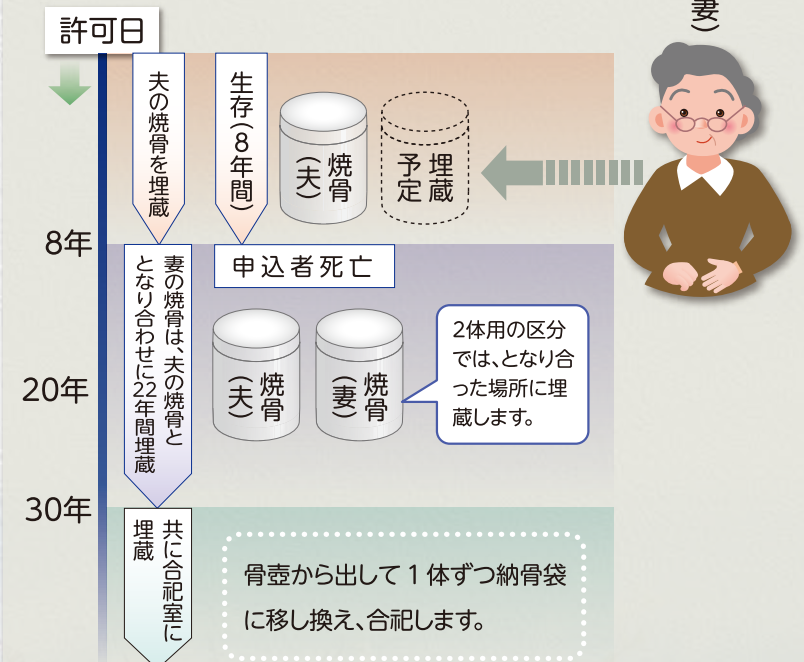 妻）
許可日
夫の焼骨を埋蔵
生存（8年間）
焼骨
（夫）
埋蔵
予定
8年
申込者死亡
妻の焼骨は、夫の焼骨と
となり合わせに22年間埋蔵
焼骨
（夫）
焼骨
（妻）
2体用の区分
では、となり合
った場所に埋
蔵します。
20年
30年
共に合祀室に
埋蔵
骨壺から出して1体ずつ納骨袋
に移し換え、合祀します。